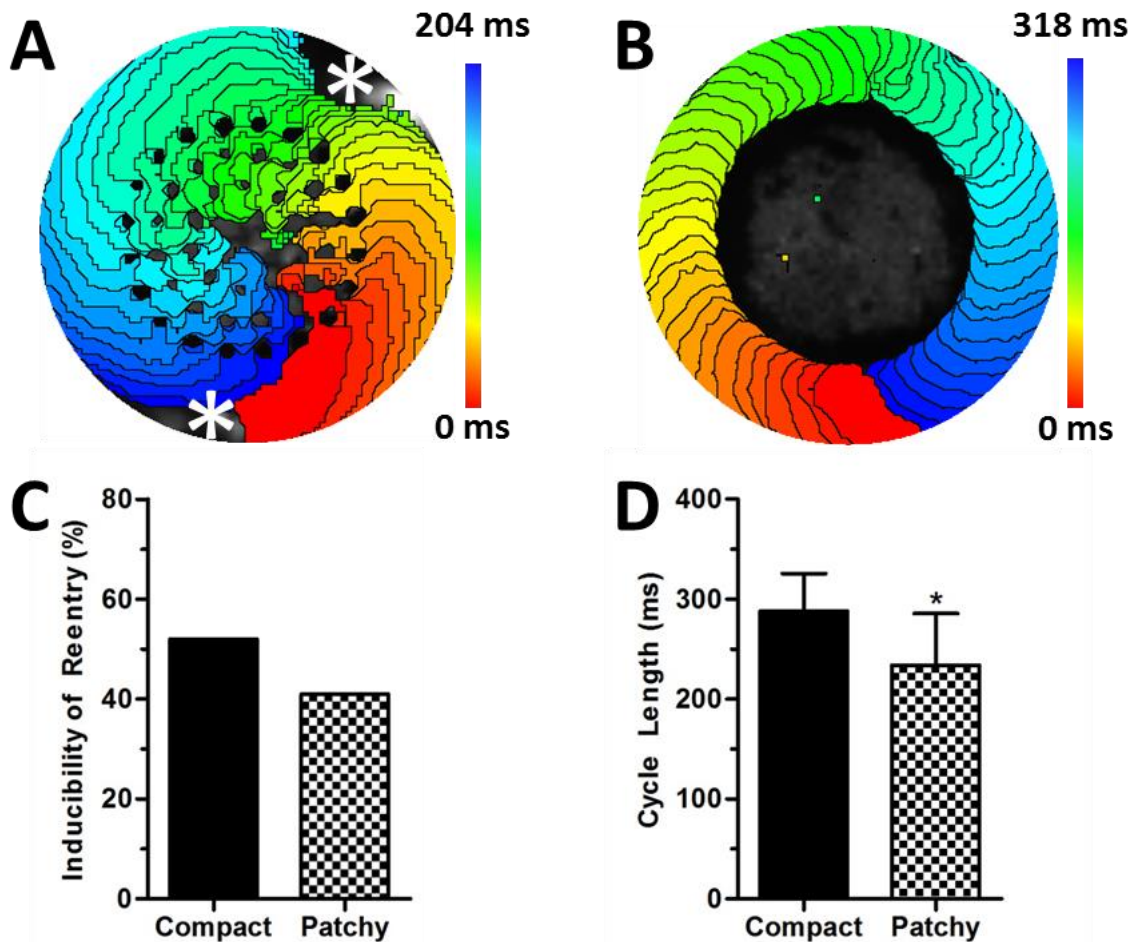 A
204 ms
*
*
0 ms
B
318 ms
0 ms
C
Inducibility of Reentry (%)
80
60
40
20
0
Compact Patchy
D
Cycle Length (ms)
400
300
200
100
0
*
Compact Patchy